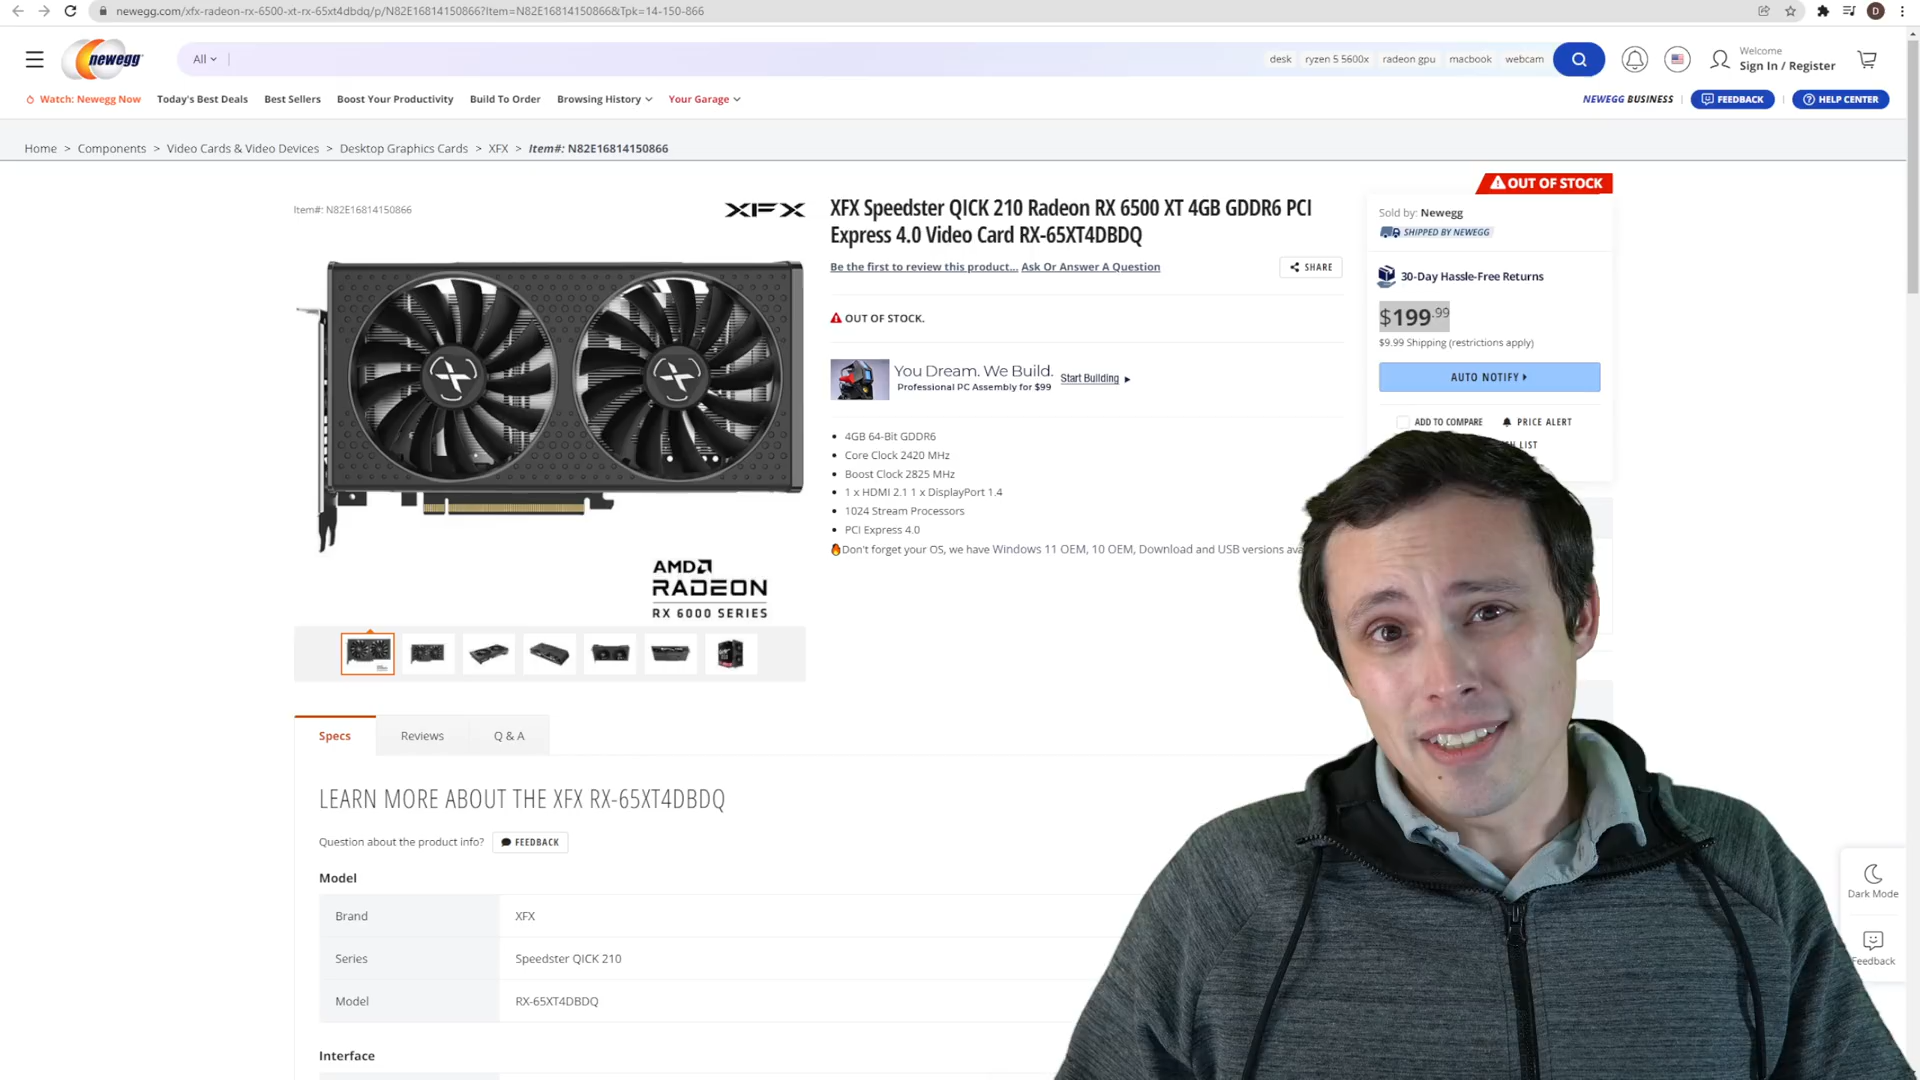 newegg.com/xfx-radeon-rx-6500-xt-rx-65xt4dbdq/p/N82E16814150866?Item=N82E16814150866&Tpk=14-150-866
D
newegg
All
desk
ryzen 5 5600x
radeon gpu
macbook
webcam
Welcome
Sign In / Register
Watch: Newegg Now
Today's Best Deals
Best Sellers
Boost Your Productivity
Build To Order
Browsing History
Your Garage
NEWEGG BUSINESS
FEEDBACK
HELP CENTER
Home > Components > Video Cards & Video Devices > Desktop Graphics Cards > XFX > Item#: N82E16814150866
Item#: N82E16814150866
XFX
AMD
RADEON
RX 6000 SERIES
XFX Speedster QICK 210 Radeon RX 6500 XT 4GB GDDR6 PCI
Express 4.0 Video Card RX-65XT4DBDQ
Be the first to review this product...
Ask Or Answer A Question
SHARE
OUT OF STOCK.
You Dream. We Build.
Professional PC Assembly for $99
Start Building
4GB 64-Bit GDDR6
Core Clock 2420 MHz
Boost Clock 2825 MHz
1 x HDMI 2.1 1 x DisplayPort 1.4
1024 Stream Processors
PCI Express 4.0
Don't forget your OS, we have Windows 11 OEM, 10 OEM, Download and USB versions
OUT OF STOCK
Sold by: Newegg
SHIPPED BY NEWEGG
30-Day Hassle-Free Returns
$199.99
$9.99 Shipping (restrictions apply)
AUTO NOTIFY
ADD TO COMPARE
PRICE ALERT
LIST
Specs
Reviews
Q & A
LEARN MORE ABOUT THE XFX RX-65XT4DBDQ
Question about the product info?
FEEDBACK
Model
Brand
XFX
Series
Speedster QICK 210
Model
RX-65XT4DBDQ
Interface
Dark Mode
Feedback